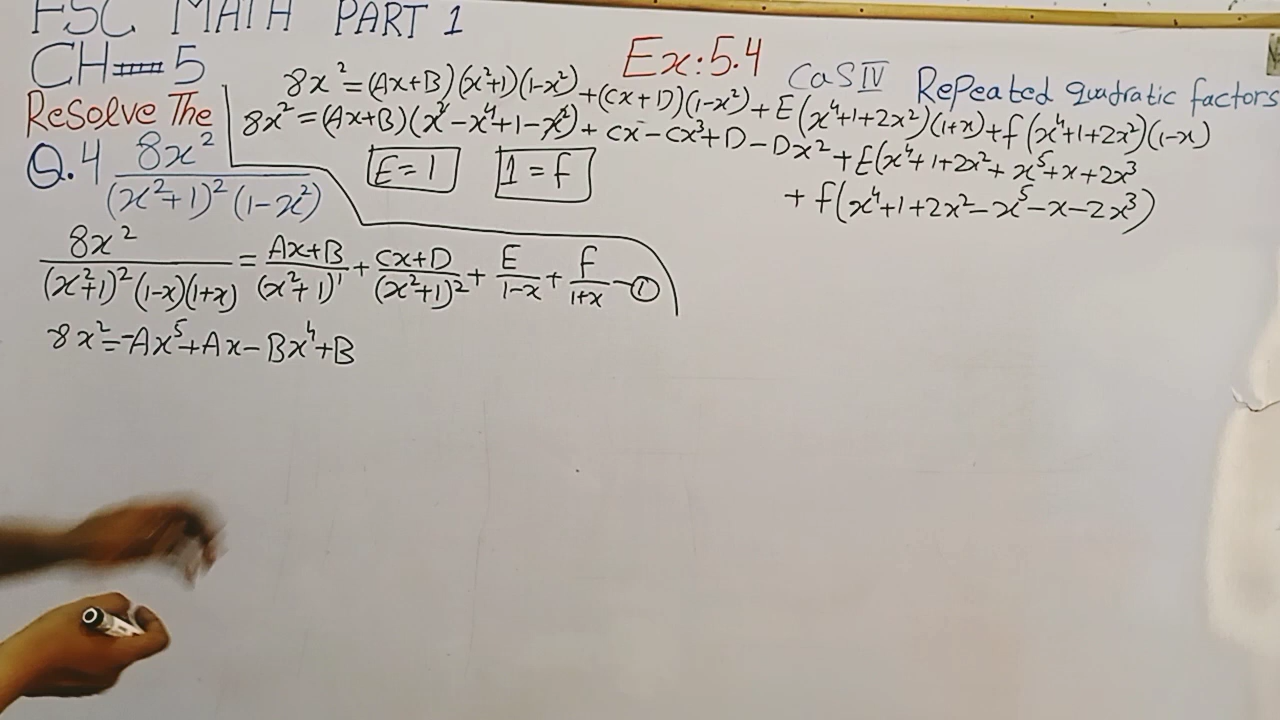 FSC MATH PART 1
CH 5
Ex: 5.4
Case IV Repeated quadratic factors
Resolve The
Q.4 8x² / (x²+1)²(1-x²)
8x² = (Ax+B)(x²+1)(1-x²) + (Cx+D)(1-x²) + E(x⁴+1+2x²)(1+x) + f(x⁴+1+2x²)(1-x)
8x² = (Ax+B)(x²-x⁴+1-x²) + Cx - Cx³ + D - Dx² + E(x⁴+1+2x²+x⁵+x+2x³
+ f(x⁴+1+2x²-x⁵-x-2x³)
E=1 1=f
8x² / (x²+1)²(1-x)(1+x) = Ax+B / (x²+1)¹ + Cx+D / (x²+1)² + E / 1-x + f / 1+x -①
8x² = -Ax⁵ + Ax - Bx⁴ + B